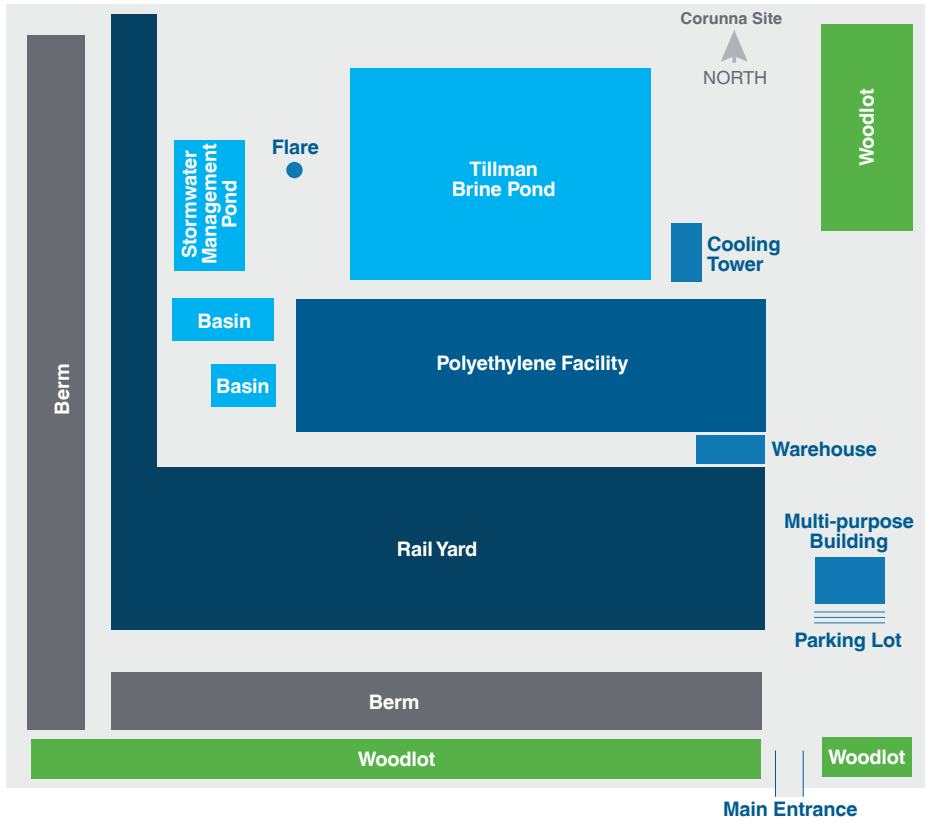 Corunna Site
NORTH
Woodlot
Flare
Stormwater
Management
Pond
Tillman
Brine Pond
Cooling
Tower
Basin
Polyethylene Facility
Basin
Berm
Warehouse
Multi-purpose
Building
Rail Yard
Parking Lot
Berm
Woodlot
Woodlot
Main Entrance